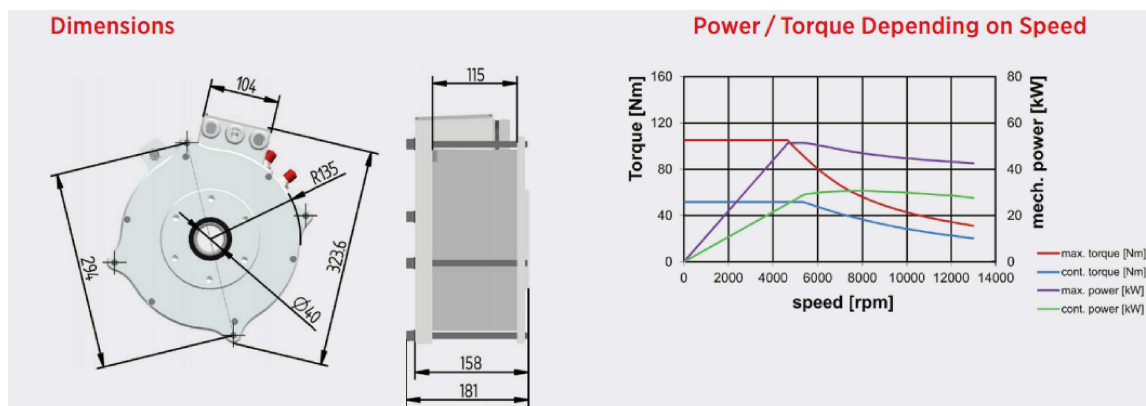 Dimensions
104
R135
294
323.6
Ø40
115
158
181
Power / Torque Depending on Speed
Torque [Nm]
160
120
80
40
0
mech. power [kW]
80
60
40
20
0
0 2000 4000 6000 8000 10000 12000 14000
speed [rpm]
max. torque [Nm]
cont. torque [Nm]
max. power [kW]
cont. power [kW]